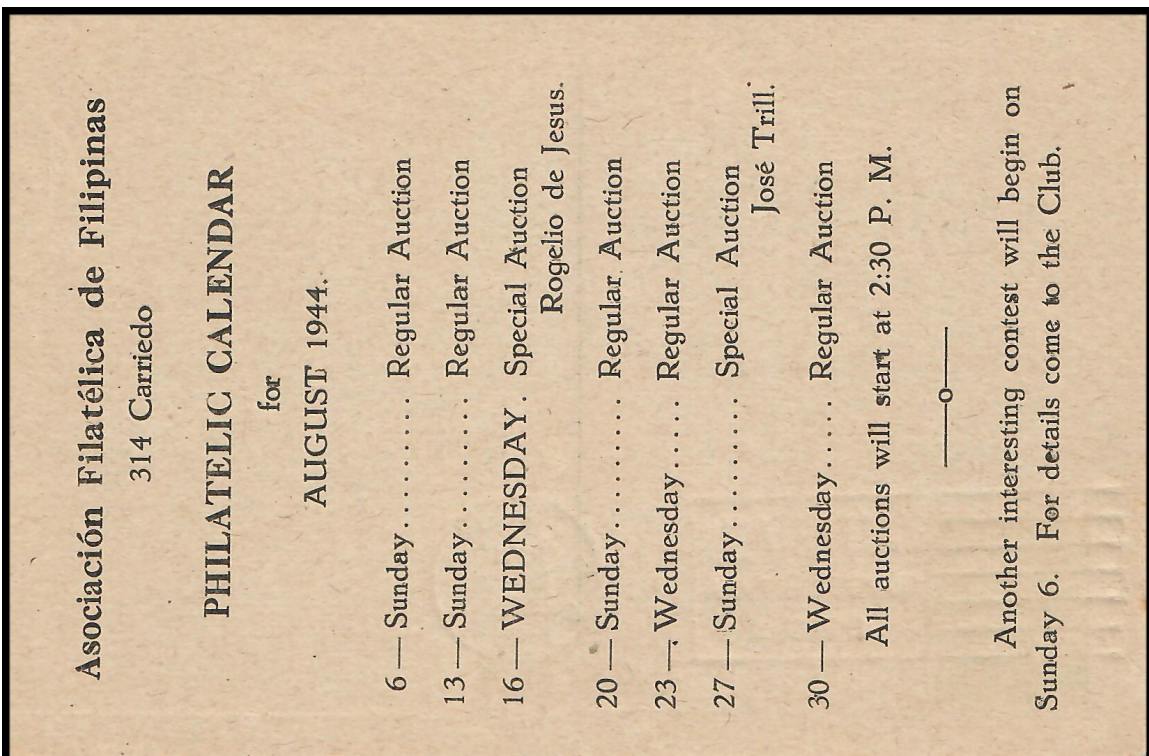 Asociación Filatélica de Filipinas
314 Carriedo
PHILATELIC CALENDAR
for
AUGUST 1944.
6 — Sunday......... Regular Auction
13 — Sunday........ Regular Auction
16 — WEDNESDAY . Special Auction
Rogelio de Jesus.
20 — Sunday........ Regular Auction
23 — Wednesday..... Regular Auction
27 — Sunday........ Special Auction
José Trill.
30 — Wednesday.... Regular Auction
All auctions will start at 2:30 P. M.
——o——
Another interesting contest will begin on
Sunday 6. For details come to the Club.